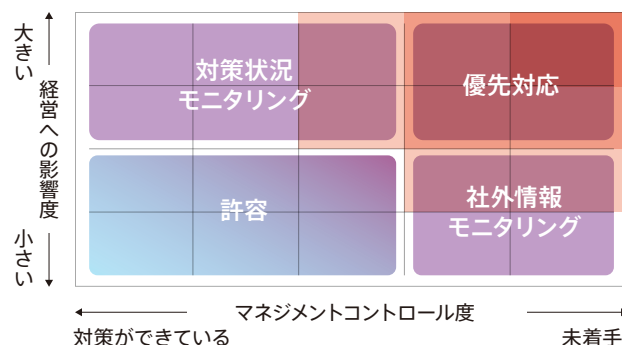 大きい
経営への影響度
小さい
対策状況
モニタリング
優先対応
許容
社外情報
モニタリング
マネジメントコントロール度
対策ができている
未着手